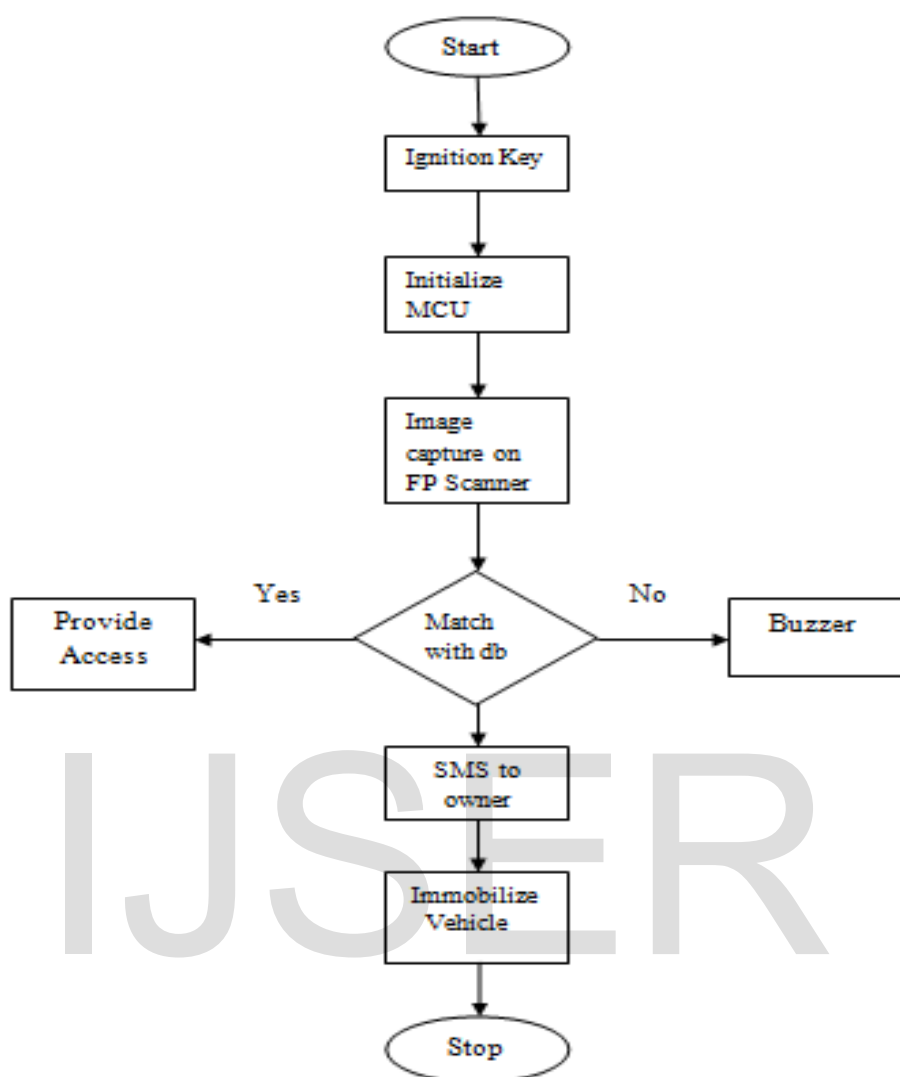 Start
Ignition Key
Initialize
MCU
Image
capture on
FP Scanner
Yes
No
Provide
Access
Match
with db
Buzzer
SMS to
owner
Immobilize
Vehicle
Stop
IJSER